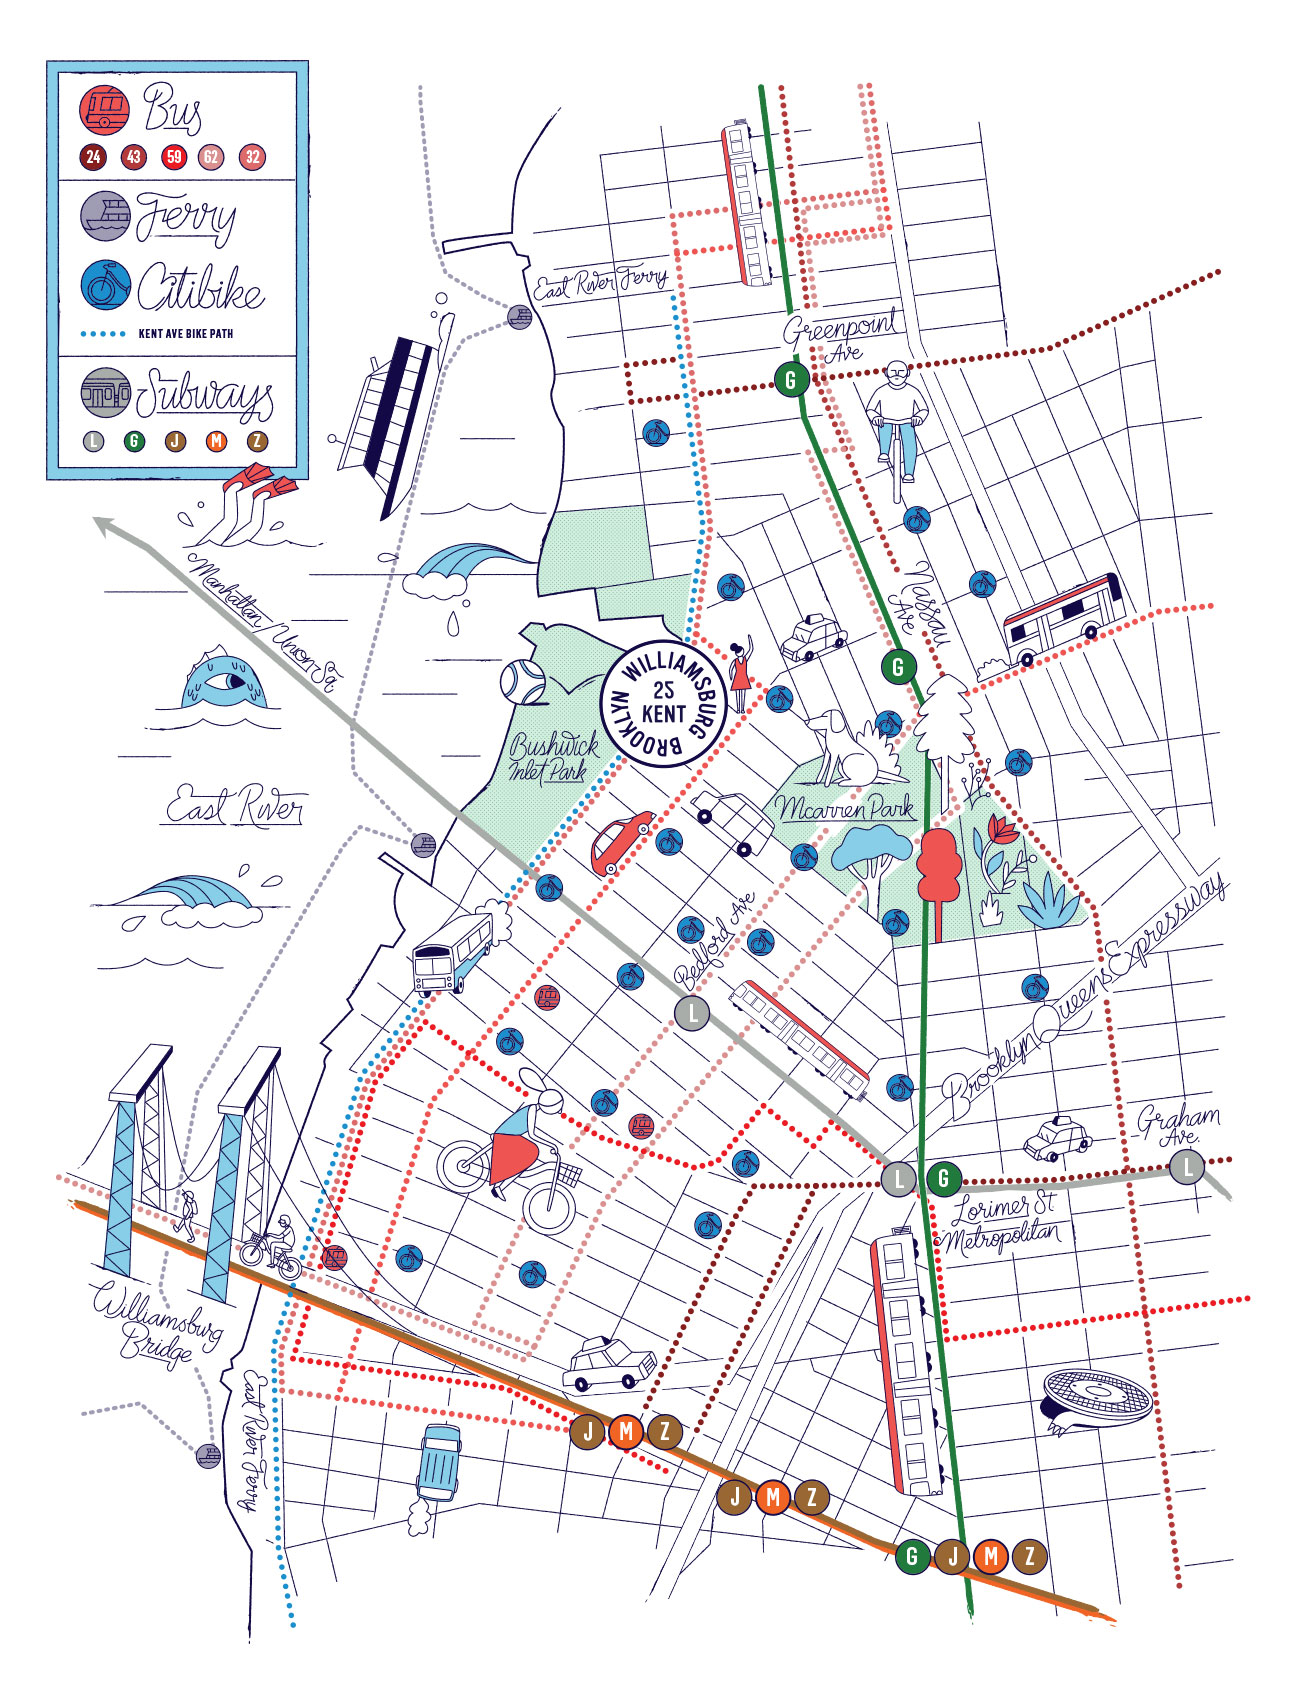 Bus
24 43 59 62 32
Ferry
Citibike
KENT AVE BIKE PATH
Subways
L G J M Z
East River Ferry
Greenpoint
Ave
G
Manhattan - Union Sq
Nassau
Ave
G
BROOKLYN WILLIAMSBURG
25
KENT
Bushwick
Inlet Park
Mcarren Park
East River
Bedford Ave
L
Brooklyn Queens Expressway
Graham
Ave.
L
L G
Lorimer St
Metropolitan
Williamsburg
Bridge
East River Ferry
J M Z
J M Z
G J M Z